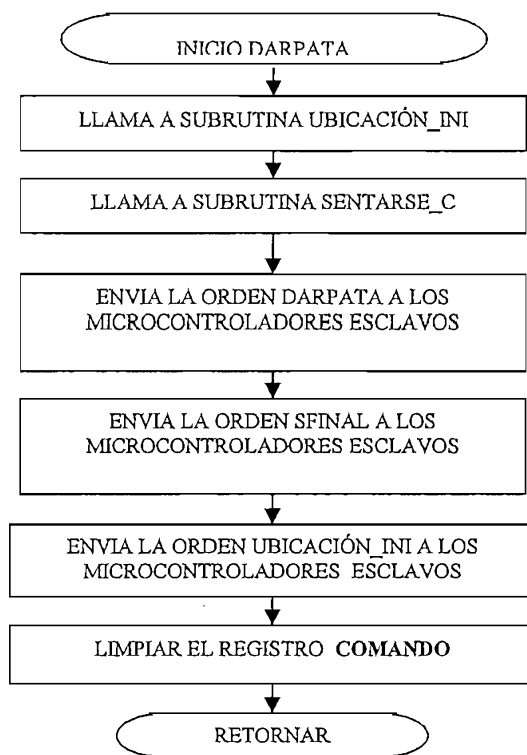 INICIO DARPATA
LLAMA A SUBRUTINA UBICACIÓN_INI
LLAMA A SUBRUTINA SENTARSE_C
ENVIA LA ORDEN DARPATA A LOS
MICROCONTROLADORES ESCLAVOS
ENVIA LA ORDEN SFINAL A LOS
MICROCONTROLADORES ESCLAVOS
ENVIA LA ORDEN UBICACIÓN_INI A LOS
MICROCONTROLADORES ESCLAVOS
LIMPIAR EL REGISTRO COMANDO
RETORNAR